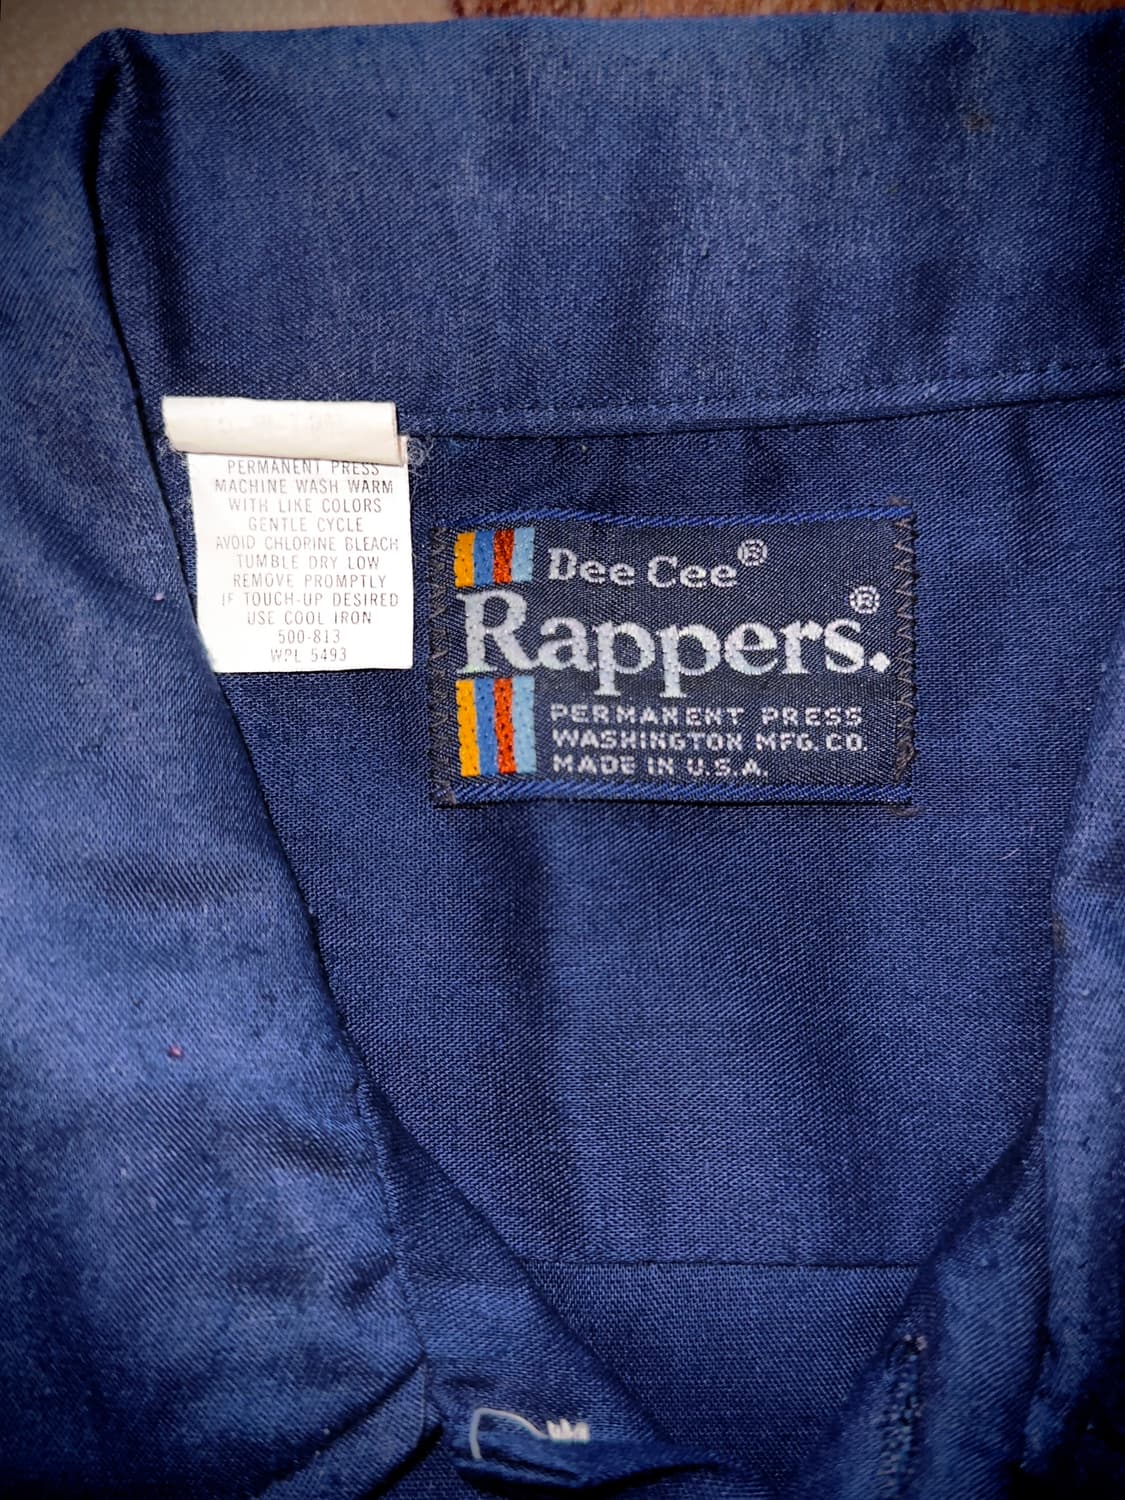 PERMANENT PRESS
MACHINE WASH WARM
WITH LIKE COLORS
GENTLE CYCLE
AVOID CHLORINE BLEACH
TUMBLE DRY LOW
REMOVE PROMPTLY
IF TOUCH-UP DESIRED
USE COOL IRON
500-813
WPL 5493
Dee Cee®
Rappers.®
PERMANENT PRESS
WASHINGTON MFG. CO.
MADE IN U.S.A.